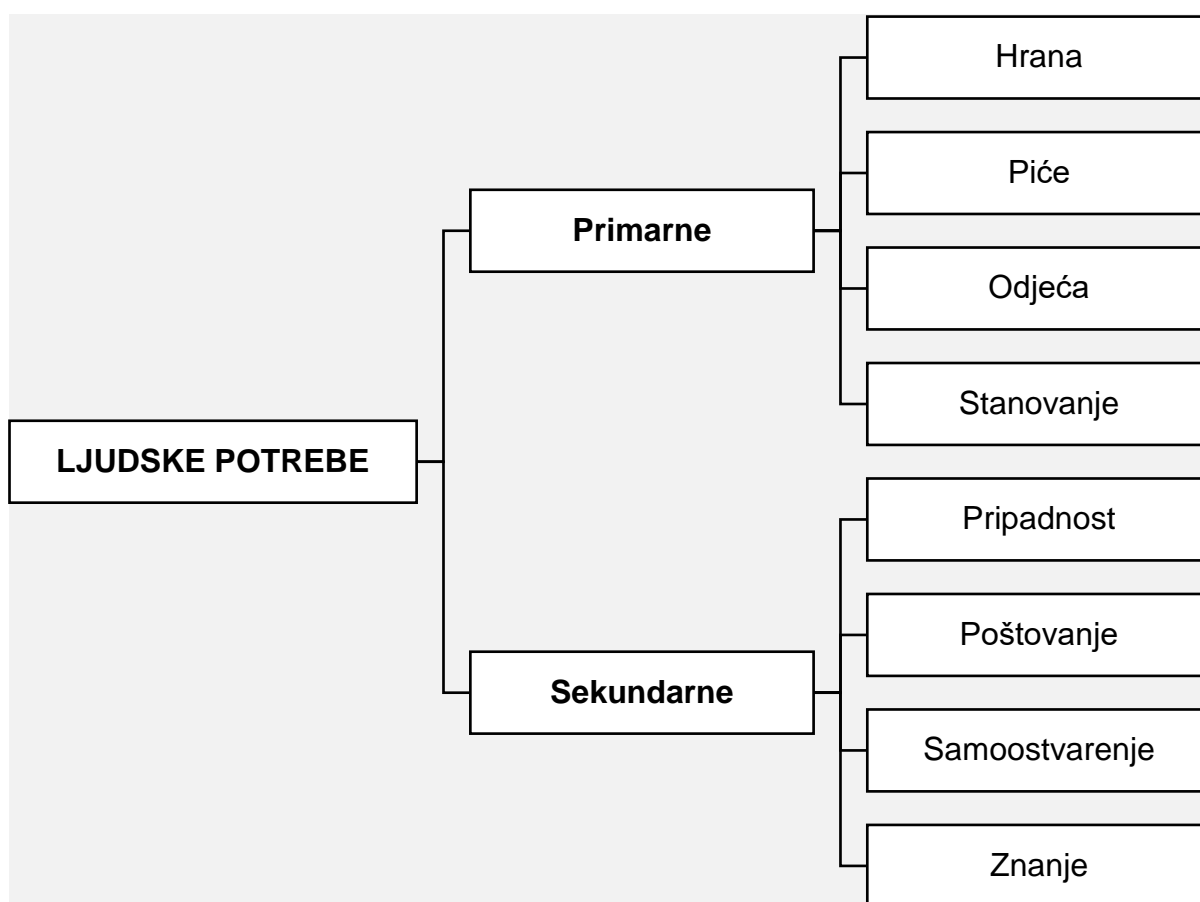 LJUDSKE POTREBE
Primarne
Hrana
Piće
Odjeća
Stanovanje
Sekundarne
Pripadnost
Poštovanje
Samoostvarenje
Znanje